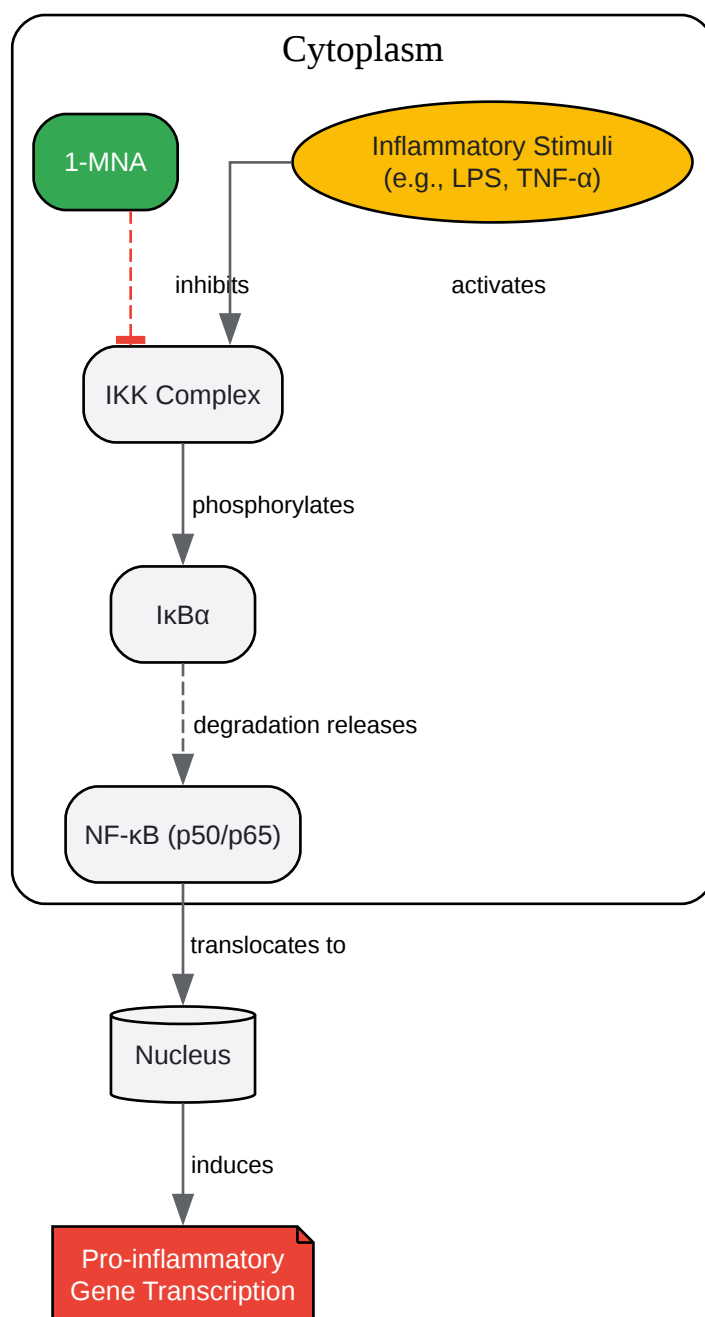 Cytoplasm
1-MNA
Inflammatory Stimuli
(e.g., LPS, TNF-α)
inhibits
activates
IKK Complex
phosphorylates
IκBα
degradation releases
NF-κB (p50/p65)
translocates to
Nucleus
induces
Pro-inflammatory
Gene Transcription